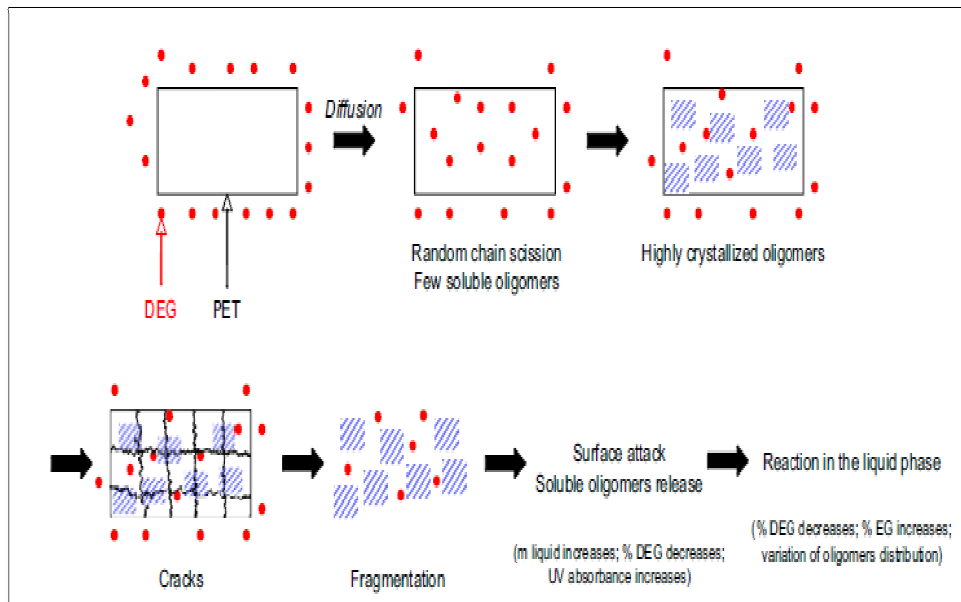 Diffusion
Random chain scission
Few soluble oligomers
Highly crystallized oligomers
DEG
PET
Surface attack
Soluble oligomers release
Reaction in the liquid phase
(m liquid increases; % DEG decreases;
UV absorbance increases)
(% DEG decreases; % EG increases;
variation of oligomers distribution)
Cracks
Fragmentation